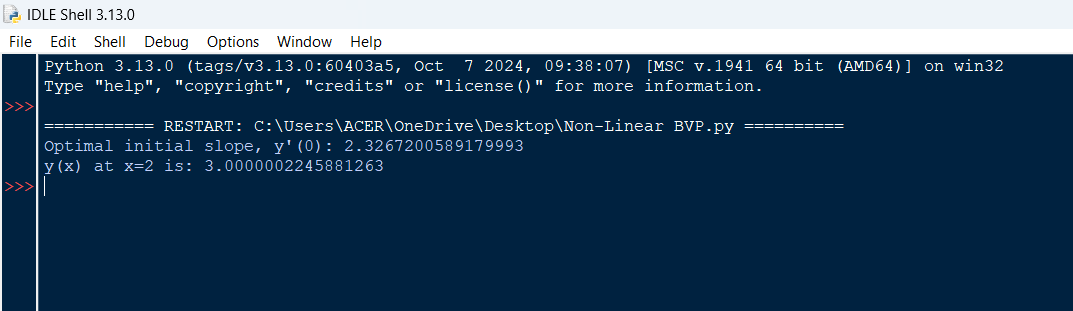 IDLE Shell 3.13.0
File Edit Shell Debug Options Window Help
Python 3.13.0 (tags/v3.13.0:60403a5, Oct  7 2024, 09:38:07) [MSC v.1941 64 bit (AMD64)] on win32
Type "help", "copyright", "credits" or "license()" for more information.
>>>
=========== RESTART: C:\Users\ACER\OneDrive\Desktop\Non-Linear BVP.py ==========
Optimal initial slope, y'(0): 2.3267200589179993
y(x) at x=2 is: 3.0000002245881263
>>>